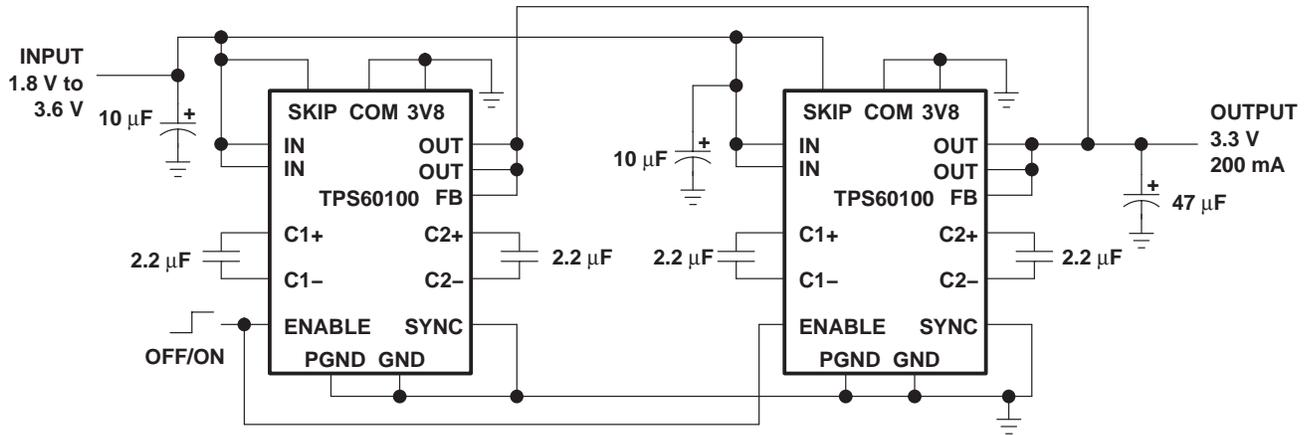 INPUT
1.8 V to
3.6 V
10 μF
+
SKIP COM 3V8
IN
IN
OUT
OUT
TPS60100 FB
C1+
C1–
C2+
C2–
2.2 μF
2.2 μF
ENABLE SYNC
PGND GND
OFF/ON
10 μF
+
SKIP COM 3V8
IN
IN
OUT
OUT
TPS60100 FB
C1+
C1–
C2+
C2–
2.2 μF
2.2 μF
ENABLE SYNC
PGND GND
OUTPUT
3.3 V
200 mA
+
47 μF